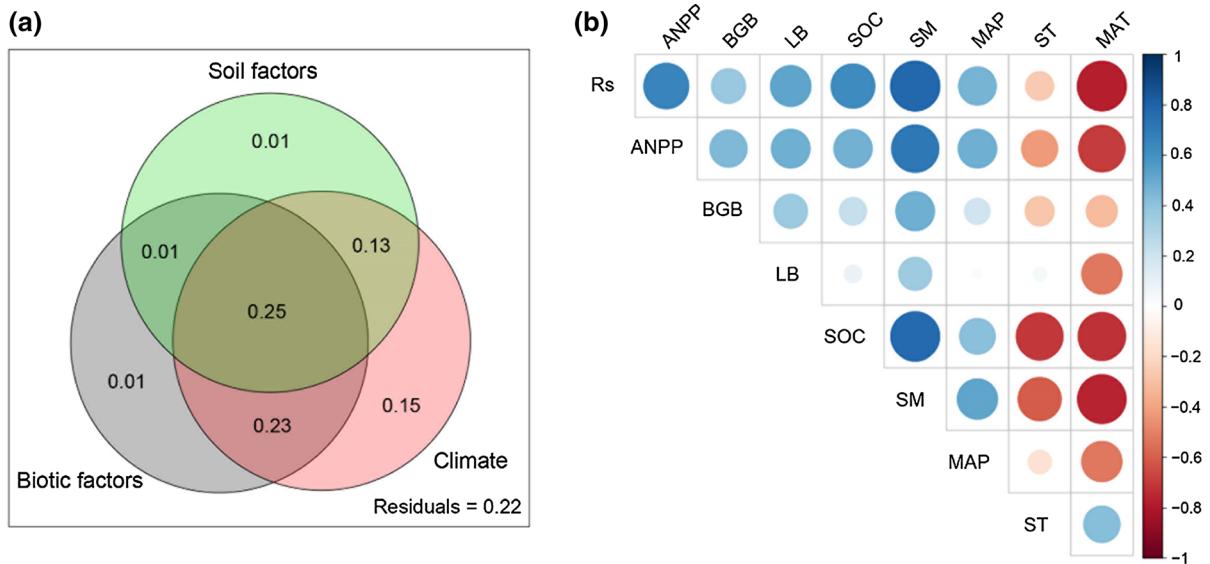 (a)
Soil factors
0.01
0.01
0.13
0.25
0.01
0.15
0.23
Biotic factors
Climate
Residuals = 0.22
(b)
ANPP BGB LB SOC SM MAP ST MAT
Rs
ANPP
BGB
LB
SOC
SM
MAP
ST
1
0.8
0.6
0.4
0.2
0
−0.2
−0.4
−0.6
−0.8
−1